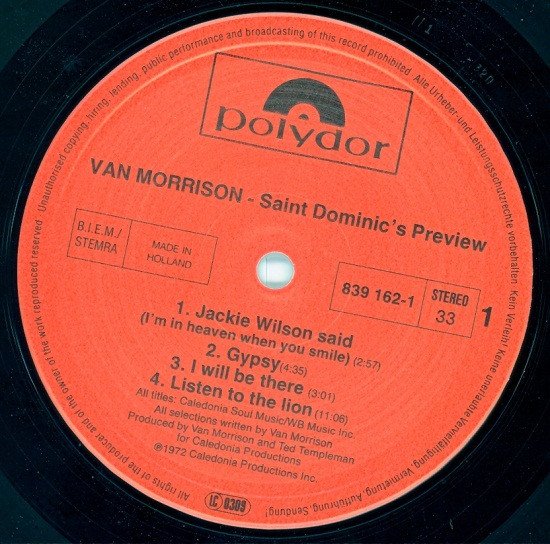 polydor
VAN MORRISON - Saint Dominic's Preview
B.I.E.M./
STEMRA
MADE IN
HOLLAND
839 162-1
STEREO
33
1
1. Jackie Wilson said
(I'm in heaven when you smile) (2:57)
2. Gypsy (4:35)
3. I will be there (3:01)
4. Listen to the lion (11:06)
All titles: Caledonia Soul Music/WB Music Inc.
All selections written by Van Morrison
Produced by Van Morrison and Ted Templeman
for Caledonia Productions
℗1972 Caledonia Productions Inc.
LC 0309
All rights of the producer and of the owner of the work reproduced reserved · Unauthorised copying, hiring, lending, public performance and broadcasting of this record prohibited. Alle Urheber- und Leistungsschutzrechte vorbehalten. Kein Verleih! Keine unerlaubte Vervielfältigung, Vermietung, Aufführung, Sendung!